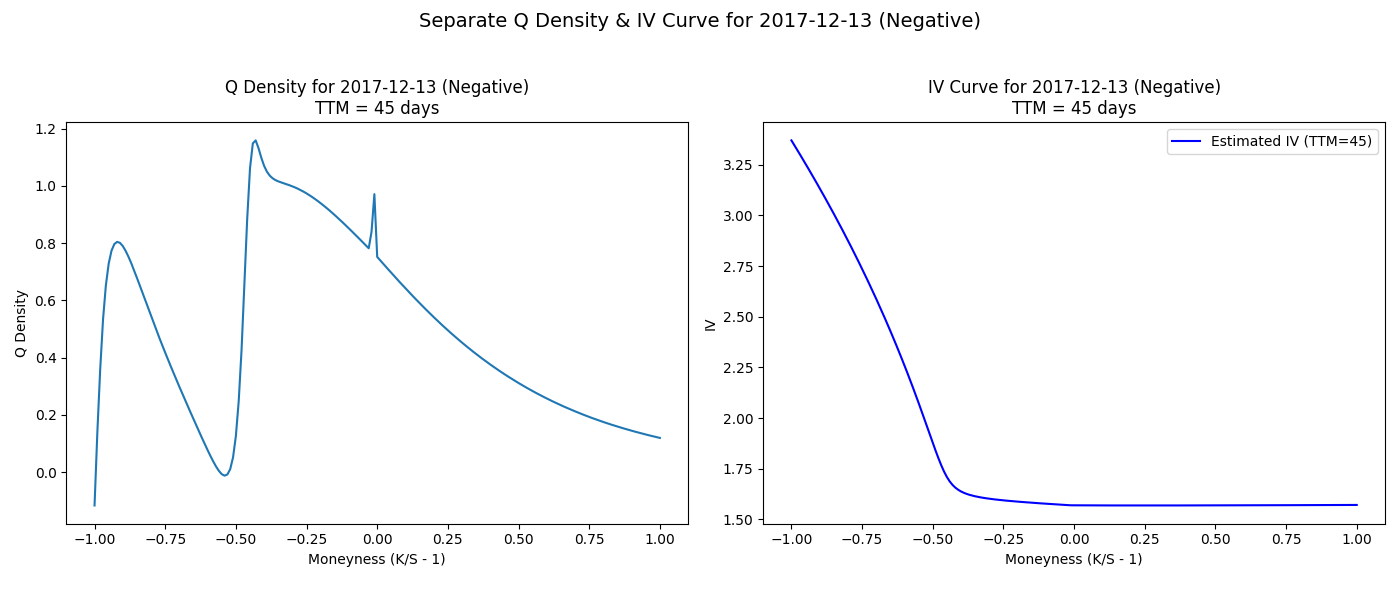 Separate Q Density & IV Curve for 2017-12-13 (Negative)
Q Density for 2017-12-13 (Negative)
TTM = 45 days
1.2
1.0
0.8
0.6
0.4
0.2
0.0
Q Density
−1.00 −0.75 −0.50 −0.25 0.00 0.25 0.50 0.75 1.00
Moneyness (K/S - 1)
IV Curve for 2017-12-13 (Negative)
TTM = 45 days
Estimated IV (TTM=45)
3.25
3.00
2.75
2.50
2.25
2.00
1.75
1.50
IV
−1.00 −0.75 −0.50 −0.25 0.00 0.25 0.50 0.75 1.00
Moneyness (K/S - 1)